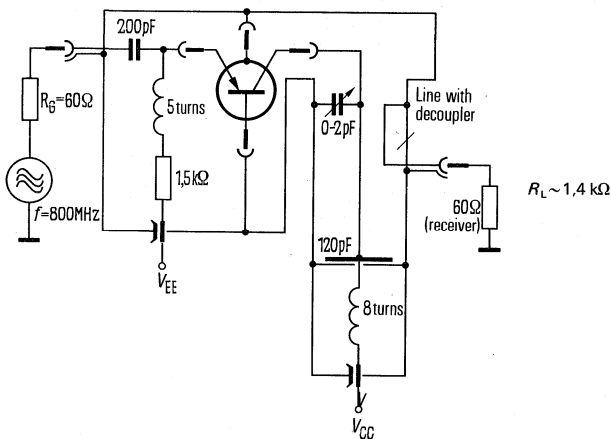 200pF
R_G=60Ω
5 turns
1,5kΩ
f=800MHz
V_EE
0-2pF
Line with
decoupler
60Ω
(receiver)
R_L ~ 1,4 kΩ
120pF
8 turns
V_CC